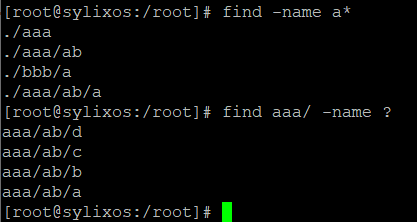 [root@sylixos:/root]# find -name a*
./aaa
./aaa/ab
./bbb/a
./aaa/ab/a
[root@sylixos:/root]# find aaa/ -name ?
aaa/ab/d
aaa/ab/c
aaa/ab/b
aaa/ab/a
[root@sylixos:/root]#